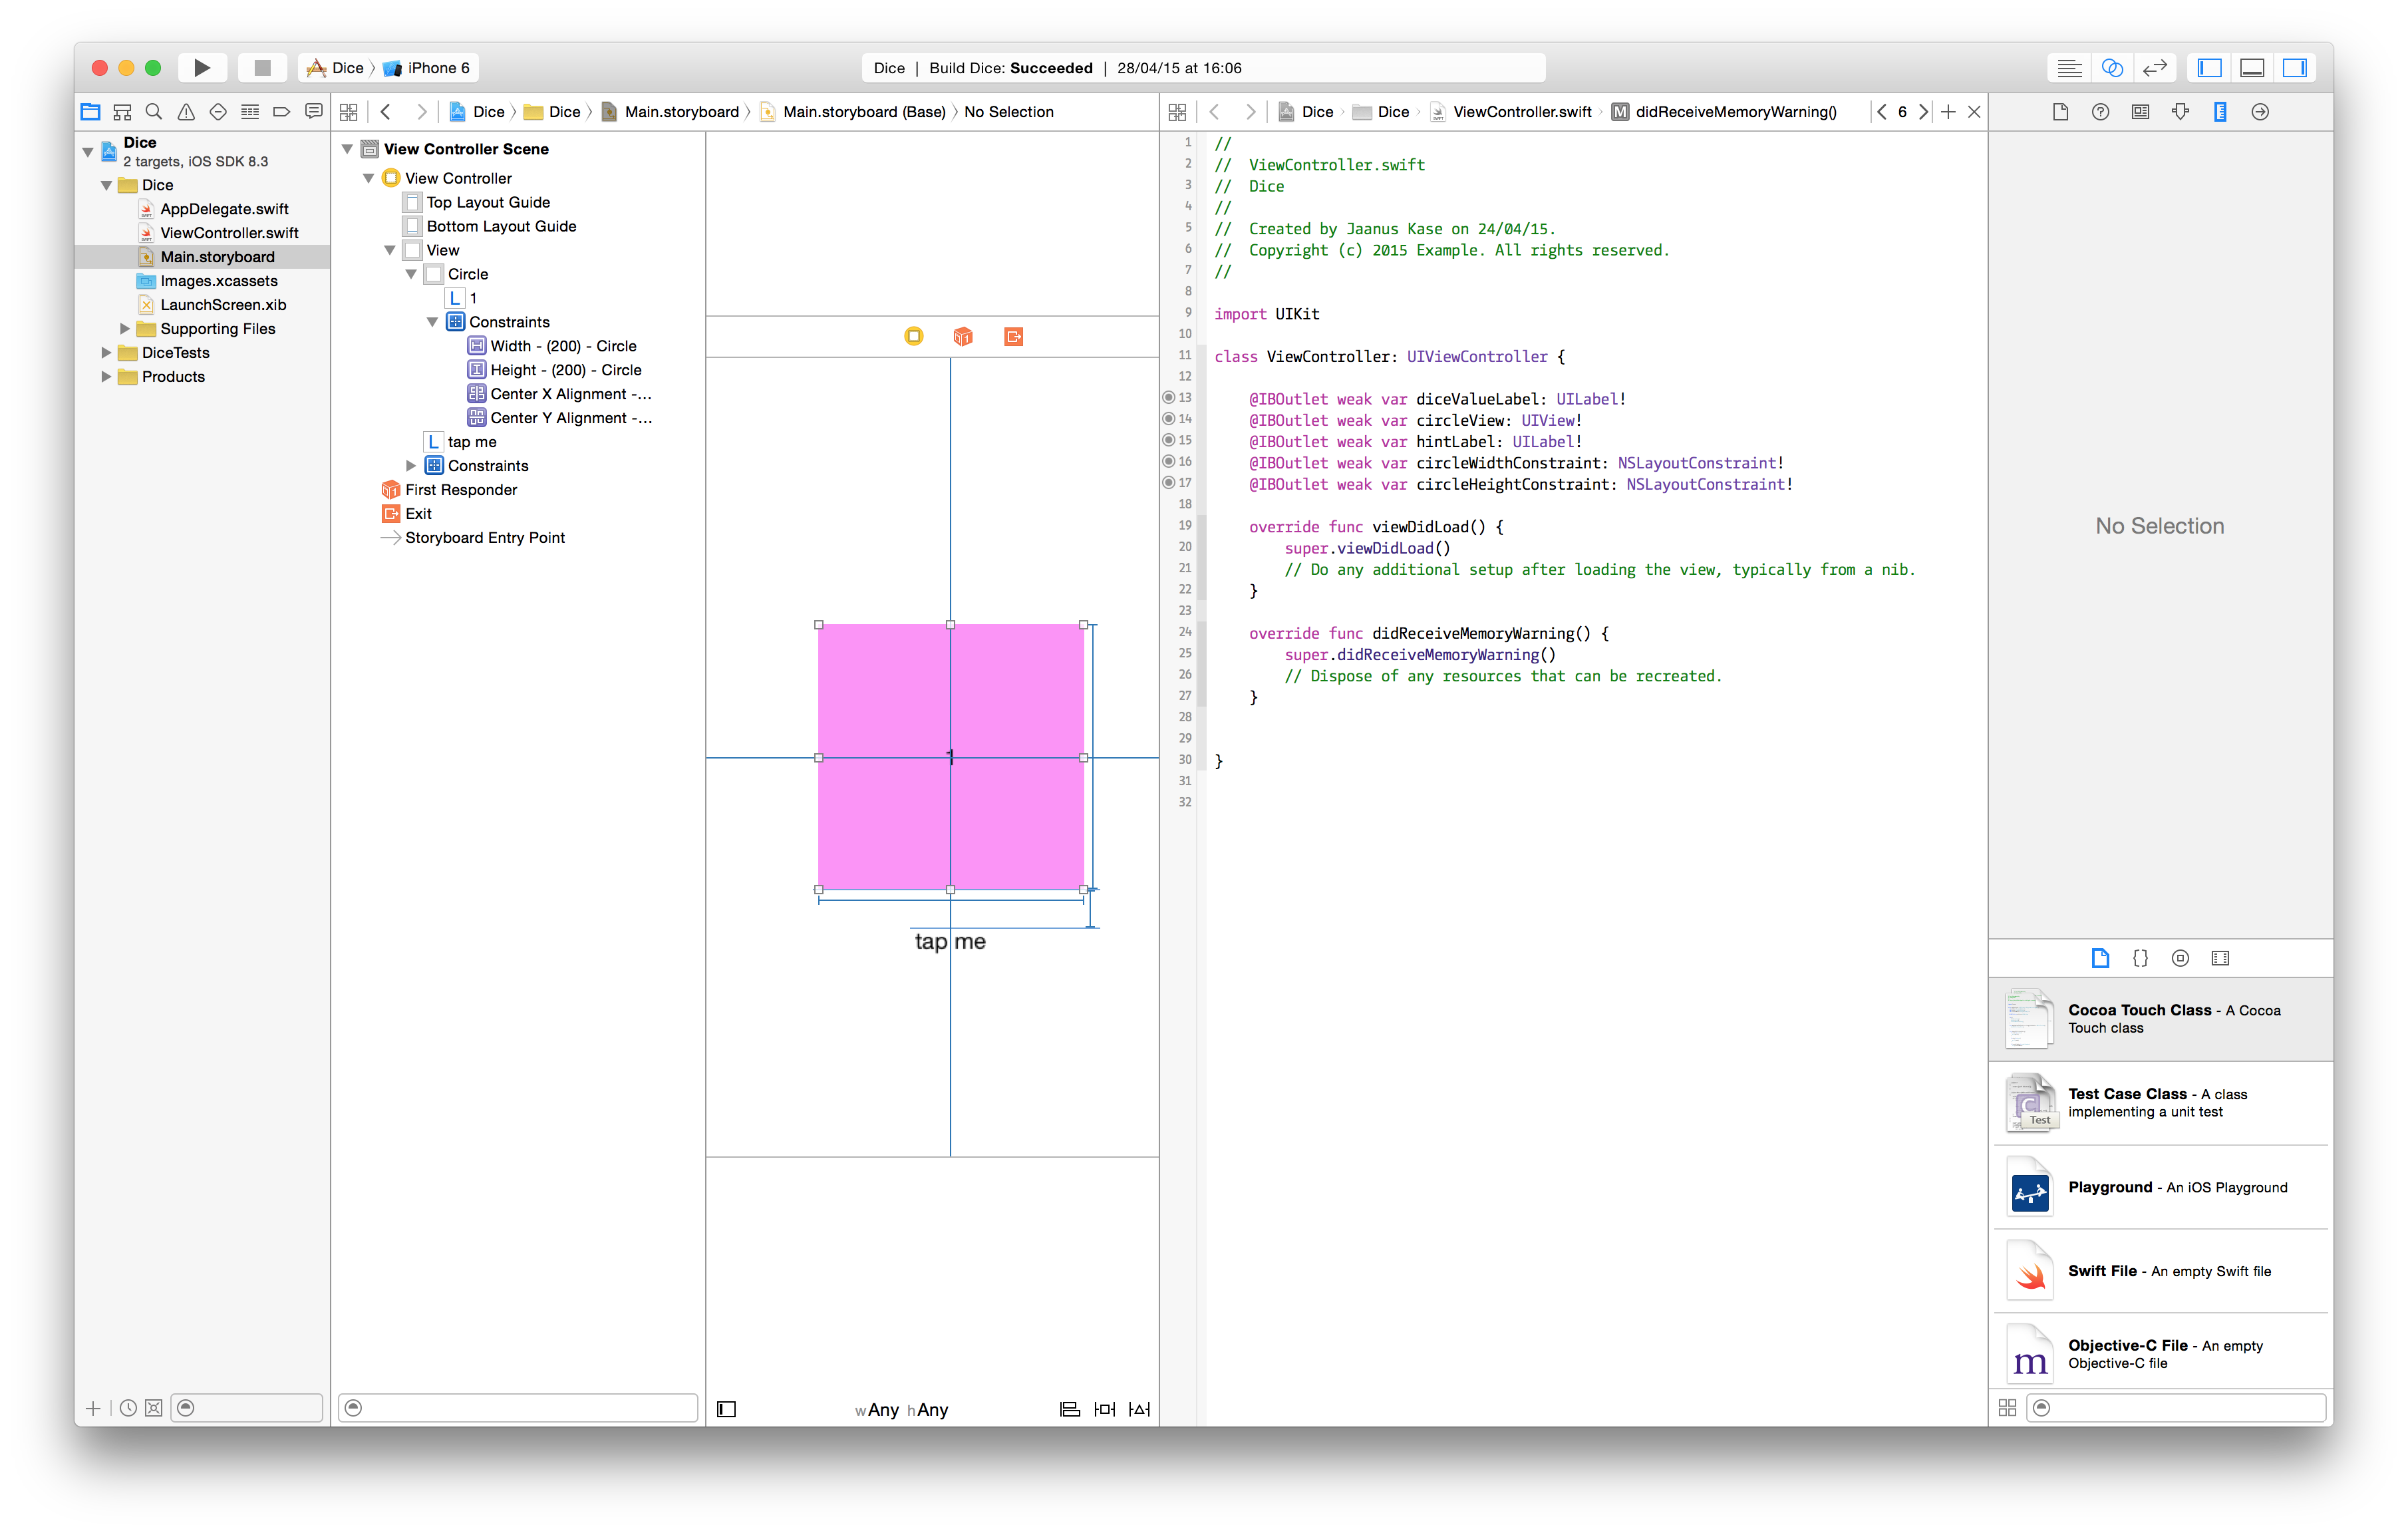 Dice
iPhone 6
Dice | Build Dice: Succeeded | 28/04/15 at 16:06
Dice
Dice
Main.storyboard
Main.storyboard (Base)
No Selection
Dice
Dice
ViewController.swift
M
didReceiveMemoryWarning()
6
Dice
2 targets, iOS SDK 8.3
Dice
AppDelegate.swift
ViewController.swift
Main.storyboard
Images.xcassets
LaunchScreen.xib
Supporting Files
DiceTests
Products
View Controller Scene
View Controller
Top Layout Guide
Bottom Layout Guide
View
Circle
L 1
Constraints
Width - (200) - Circle
Height - (200) - Circle
Center X Alignment -...
Center Y Alignment -...
L tap me
Constraints
First Responder
Exit
Storyboard Entry Point
1
tap me
wAny hAny
1 //
2 //  ViewController.swift
3 //  Dice
4 //
5 //  Created by Jaanus Kase on 24/04/15.
6 //  Copyright (c) 2015 Example. All rights reserved.
7 //
8
9 import UIKit
10
11 class ViewController: UIViewController {
12
13     @IBOutlet weak var diceValueLabel: UILabel!
14     @IBOutlet weak var circleView: UIView!
15     @IBOutlet weak var hintLabel: UILabel!
16     @IBOutlet weak var circleWidthConstraint: NSLayoutConstraint!
17     @IBOutlet weak var circleHeightConstraint: NSLayoutConstraint!
18
19     override func viewDidLoad() {
20         super.viewDidLoad()
21         // Do any additional setup after loading the view, typically from a nib.
22     }
23
24     override func didReceiveMemoryWarning() {
25         super.didReceiveMemoryWarning()
26         // Dispose of any resources that can be recreated.
27     }
28
29
30 }
31
32
No Selection
{}
Cocoa Touch Class - A Cocoa
Touch class
C
Test
Test Case Class - A class
implementing a unit test
Playground - An iOS Playground
Swift File - An empty Swift file
m
Objective-C File - An empty
Objective-C file